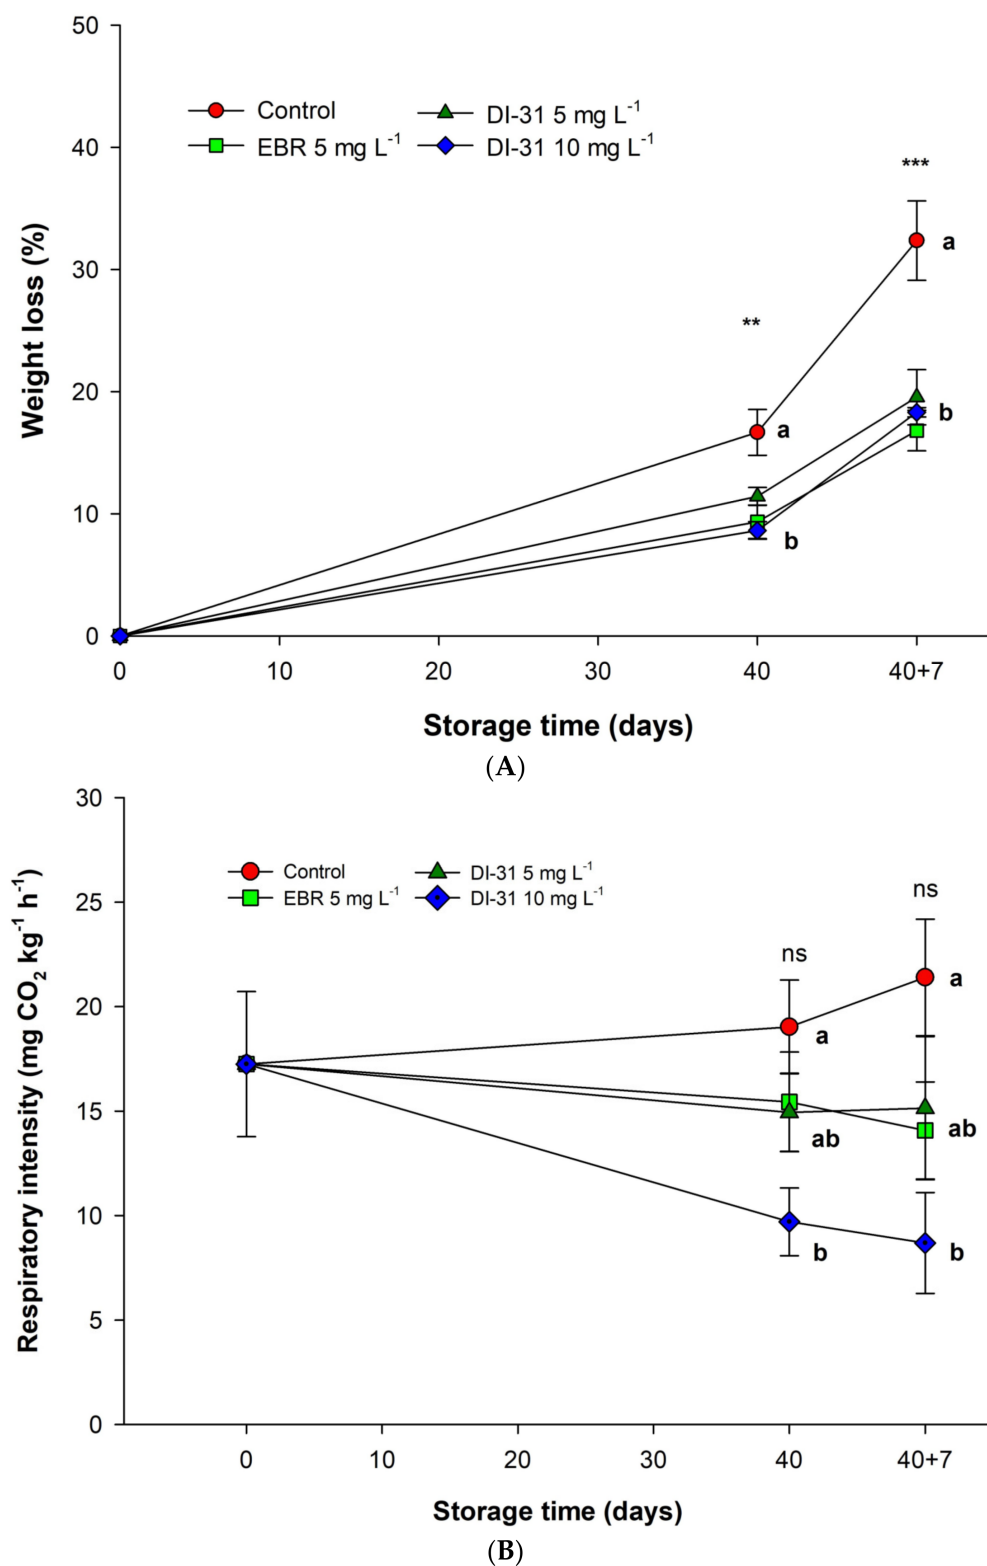 50
40
30
20
10
0
Weight loss (%)
Control
DI-31 5 mg L⁻¹
EBR 5 mg L⁻¹
DI-31 10 mg L⁻¹
***
a
**
a
b
b
0 10 20 30 40 40+7
Storage time (days)
(A)
30
25
20
15
10
5
0
Respiratory intensity (mg CO₂ kg⁻¹ h⁻¹)
Control
DI-31 5 mg L⁻¹
EBR 5 mg L⁻¹
DI-31 10 mg L⁻¹
ns
ns
a
a
ab
ab
b
b
0 10 20 30 40 40+7
Storage time (days)
(B)